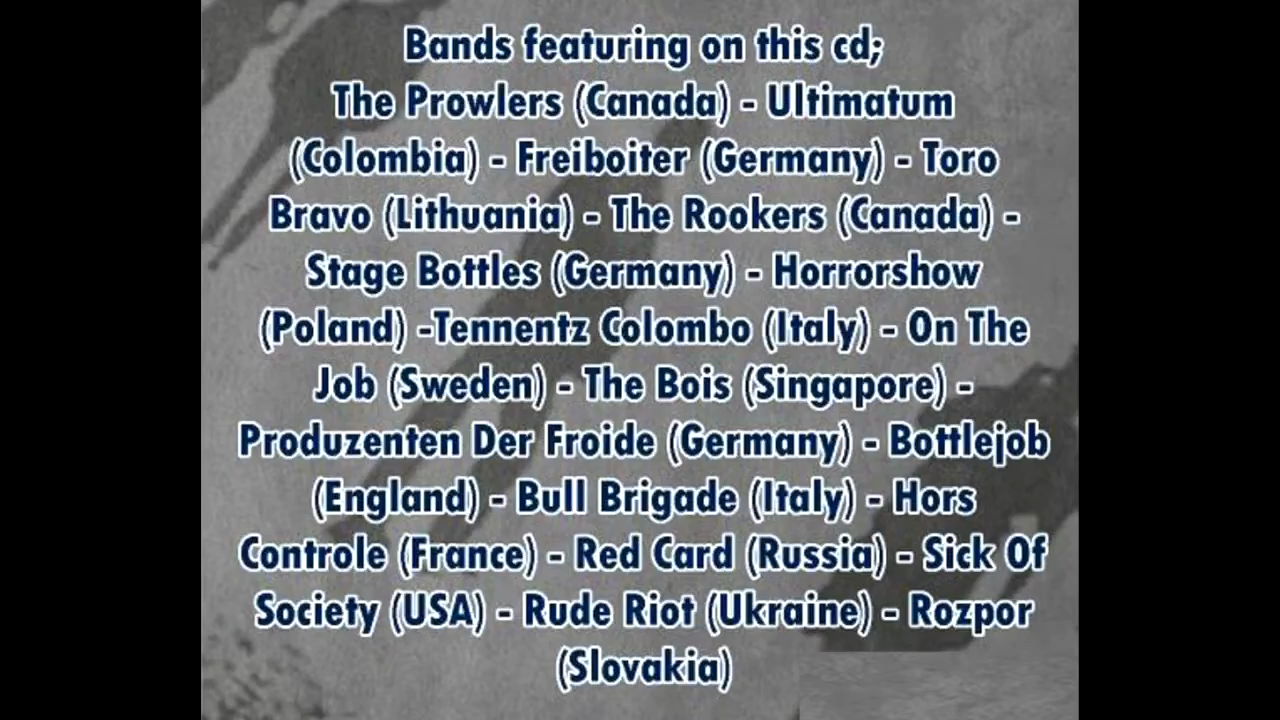 Bands featuring on this cd;
The Prowlers (Canada) - Ultimatum
(Colombia) - Freiboiter (Germany) - Toro
Bravo (Lithuania) - The Rookers (Canada) -
Stage Bottles (Germany) - Horrorshow
(Poland) -Tennentz Colombo (Italy) - On The
Job (Sweden) - The Bois (Singapore) -
Produzenten Der Froide (Germany) - Bottlejob
(England) - Bull Brigade (Italy) - Hors
Controle (France) - Red Card (Russia) - Sick Of
Society (USA) - Rude Riot (Ukraine) - Rozpor
(Slovakia)